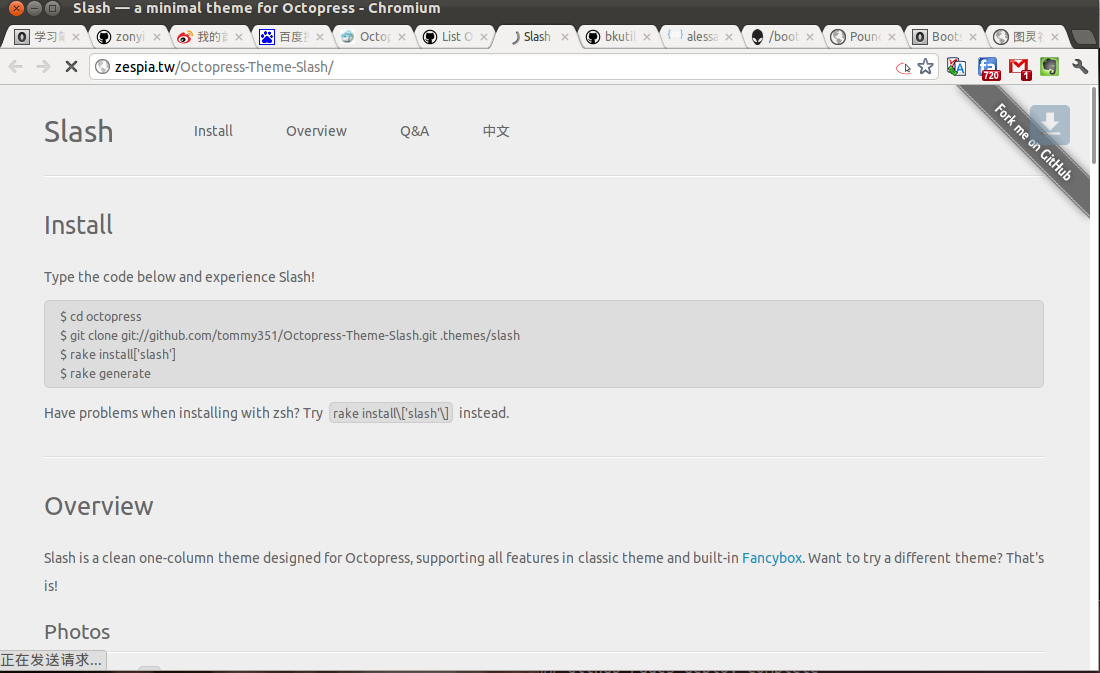 Slash — a minimal theme for Octopress - Chromium
学习 zonyi 我的 百度 Octop List O Slash bkutil alessa /boot Poun Boots 图灵
zespia.tw/Octopress-Theme-Slash/
720 1
Slash Install Overview Q&A 中文
Fork me on GitHub
Install
Type the code below and experience Slash!
$ cd octopress
$ git clone git://github.com/tommy351/Octopress-Theme-Slash.git .themes/slash
$ rake install['slash']
$ rake generate
Have problems when installing with zsh? Try rake install\['slash'\] instead.
Overview
Slash is a clean one-column theme designed for Octopress, supporting all features in classic theme and built-in Fancybox. Want to try a different theme? That's
is!
Photos
正在发送请求...